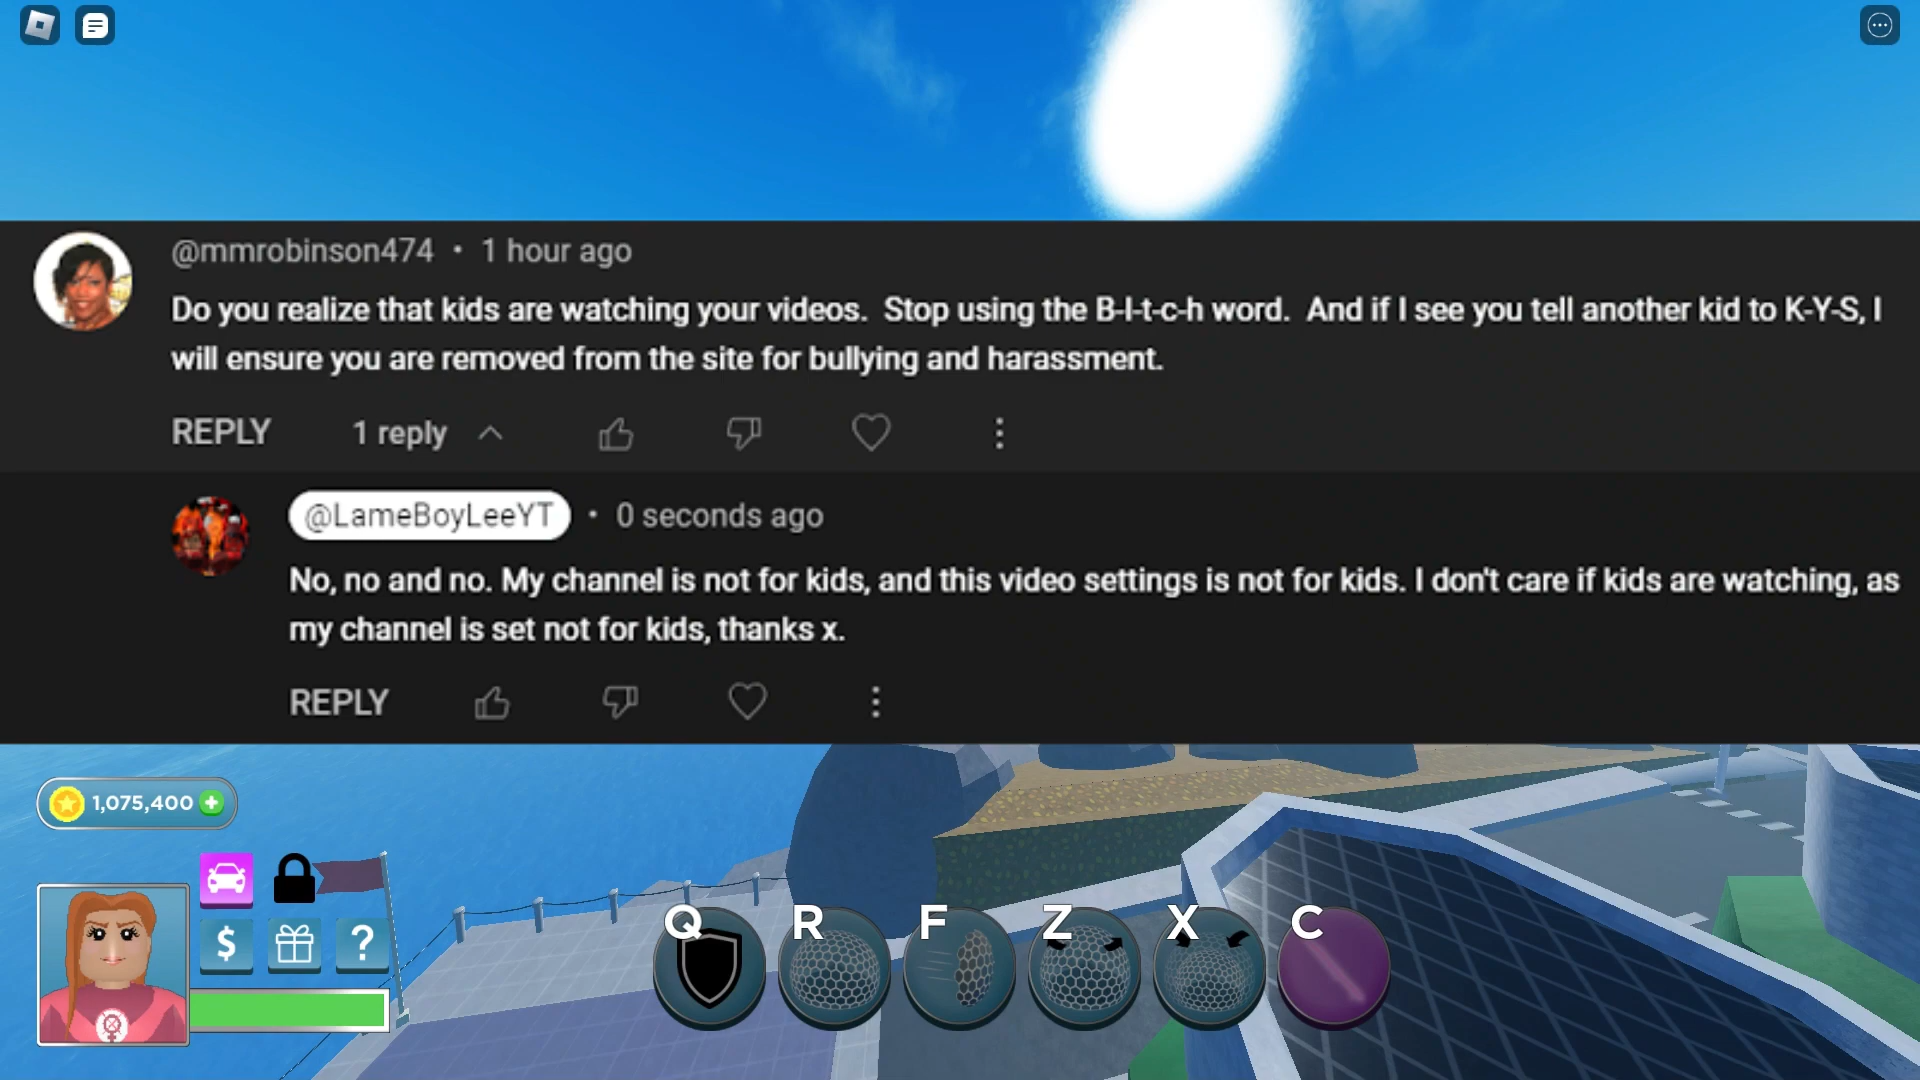 @mmrobinson474 • 1 hour ago
Do you realize that kids are watching your videos.  Stop using the B-I-t-c-h word.  And if I see you tell another kid to K-Y-S, I
will ensure you are removed from the site for bullying and harassment.
REPLY 1 reply
@LameBoyLeeYT • 0 seconds ago
No, no and no. My channel is not for kids, and this video settings is not for kids. I don't care if kids are watching, as
my channel is set not for kids, thanks x.
REPLY
1,075,400
$ ?
Q R F Z X C